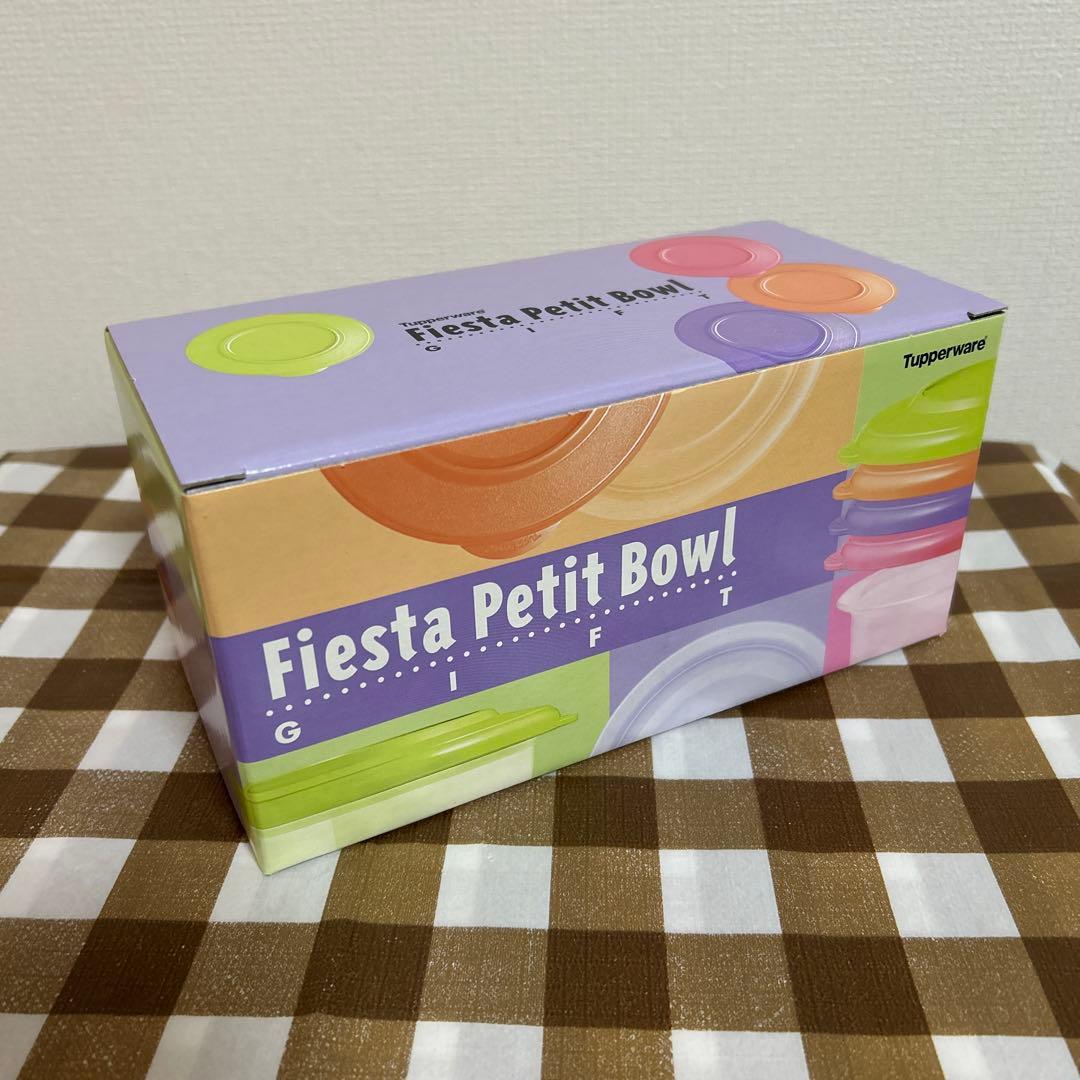 Tupperware®
Fiesta Petit Bowl
G I F T
Tupperware®
Fiesta Petit Bowl
G I F T